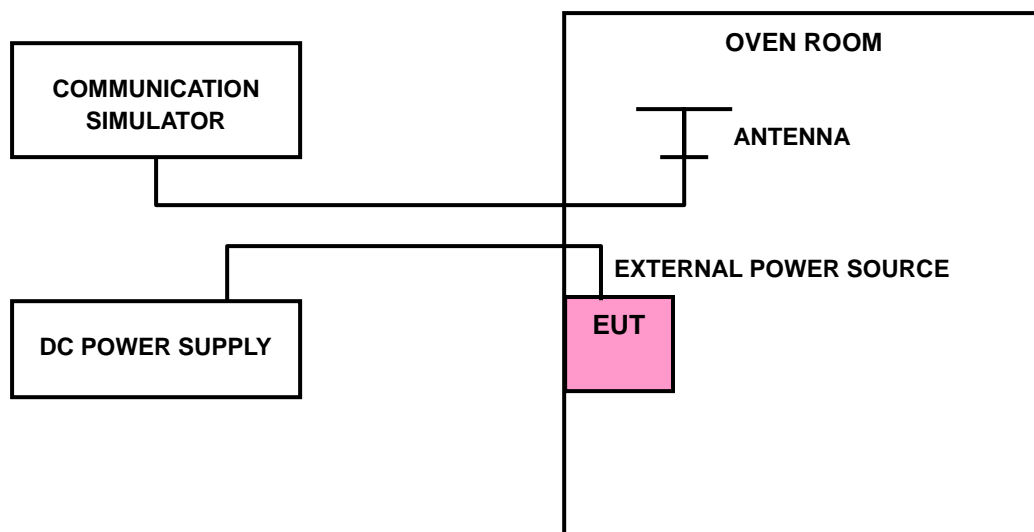 OVEN ROOM
COMMUNICATION
SIMULATOR
ANTENNA
EXTERNAL POWER SOURCE
EUT
DC POWER SUPPLY